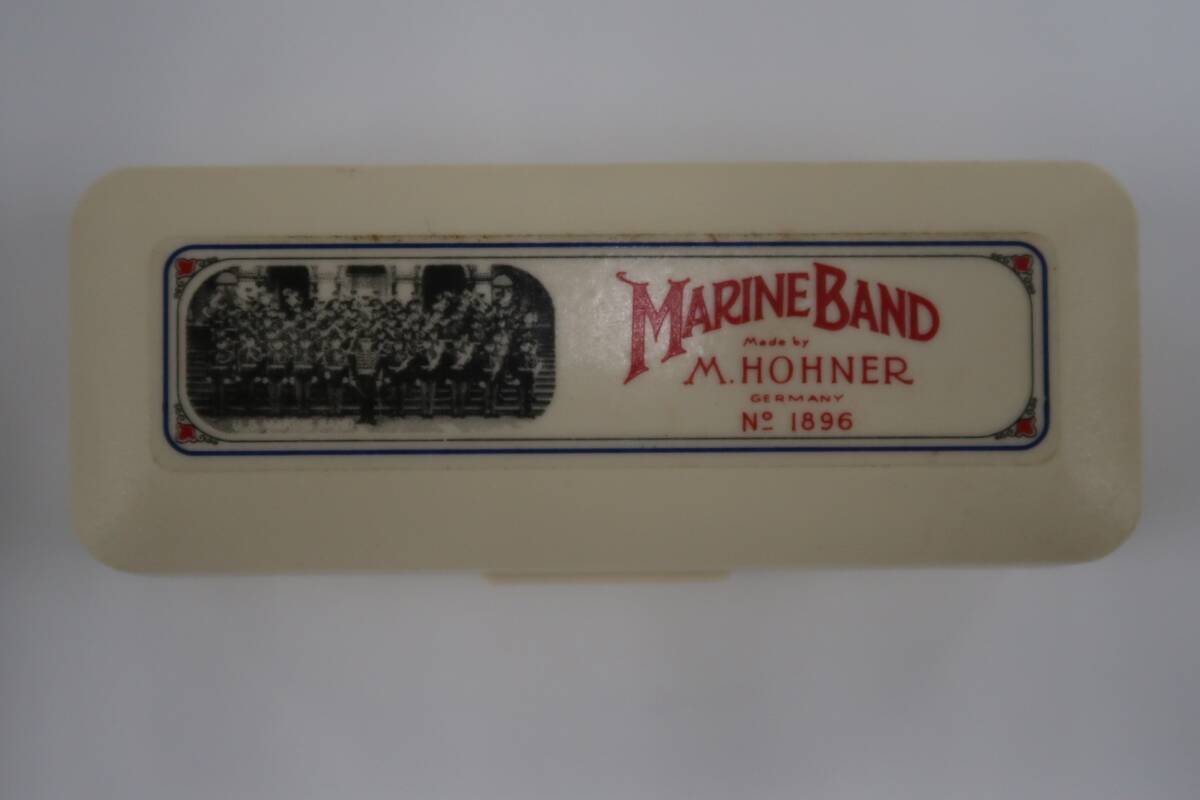 MARINE BAND
Made by
M. HOHNER
GERMANY
Nº 1896